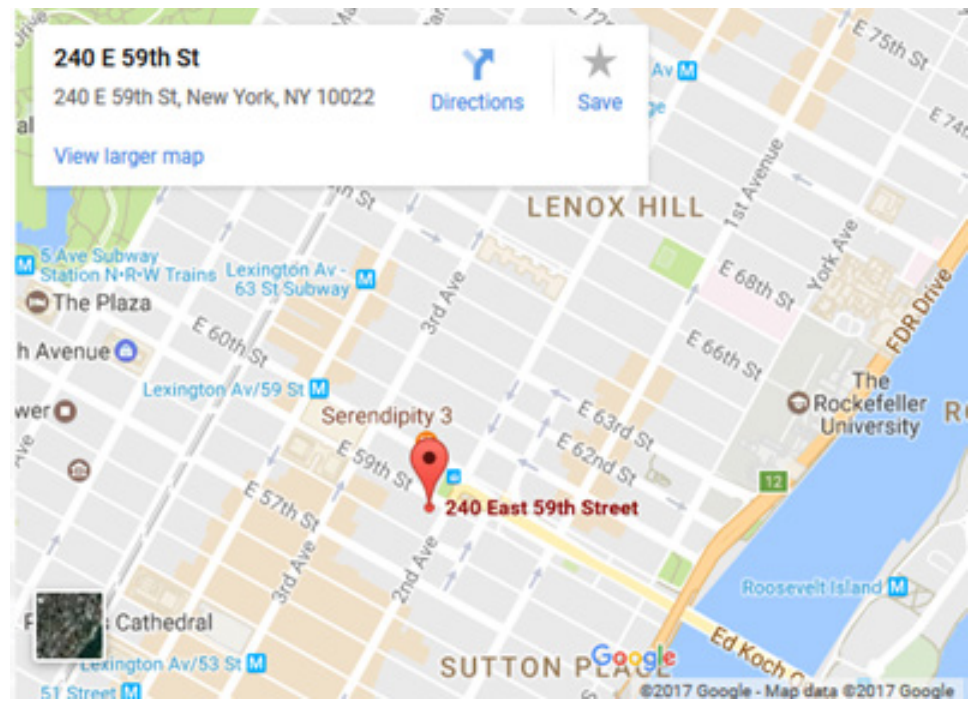 240 E 59th St
240 E 59th St, New York, NY 10022
Directions
Save
View larger map
E 75th St
Av M
LENOX HILL
1st Avenue
York Ave
5 Ave Subway
Station N•R•W Trains
Lexington Av -
63 St Subway
M
The Plaza
3rd Ave
E 68th St
FDR Drive
E 60th St
h Avenue
E 66th St
Lexington Av/59 St M
The
Rockefeller
University
wer
Serendipity 3
E 63rd St
E 62nd St
E 59th St
E 57th St
12
240 East 59th Street
3rd Ave
2nd Ave
Roosevelt Island M
Cathedral
Lexington Av/53 St M
SUTTON PLACE
Google
Ed Koch
51 Street M
©2017 Google - Map data ©2017 Google